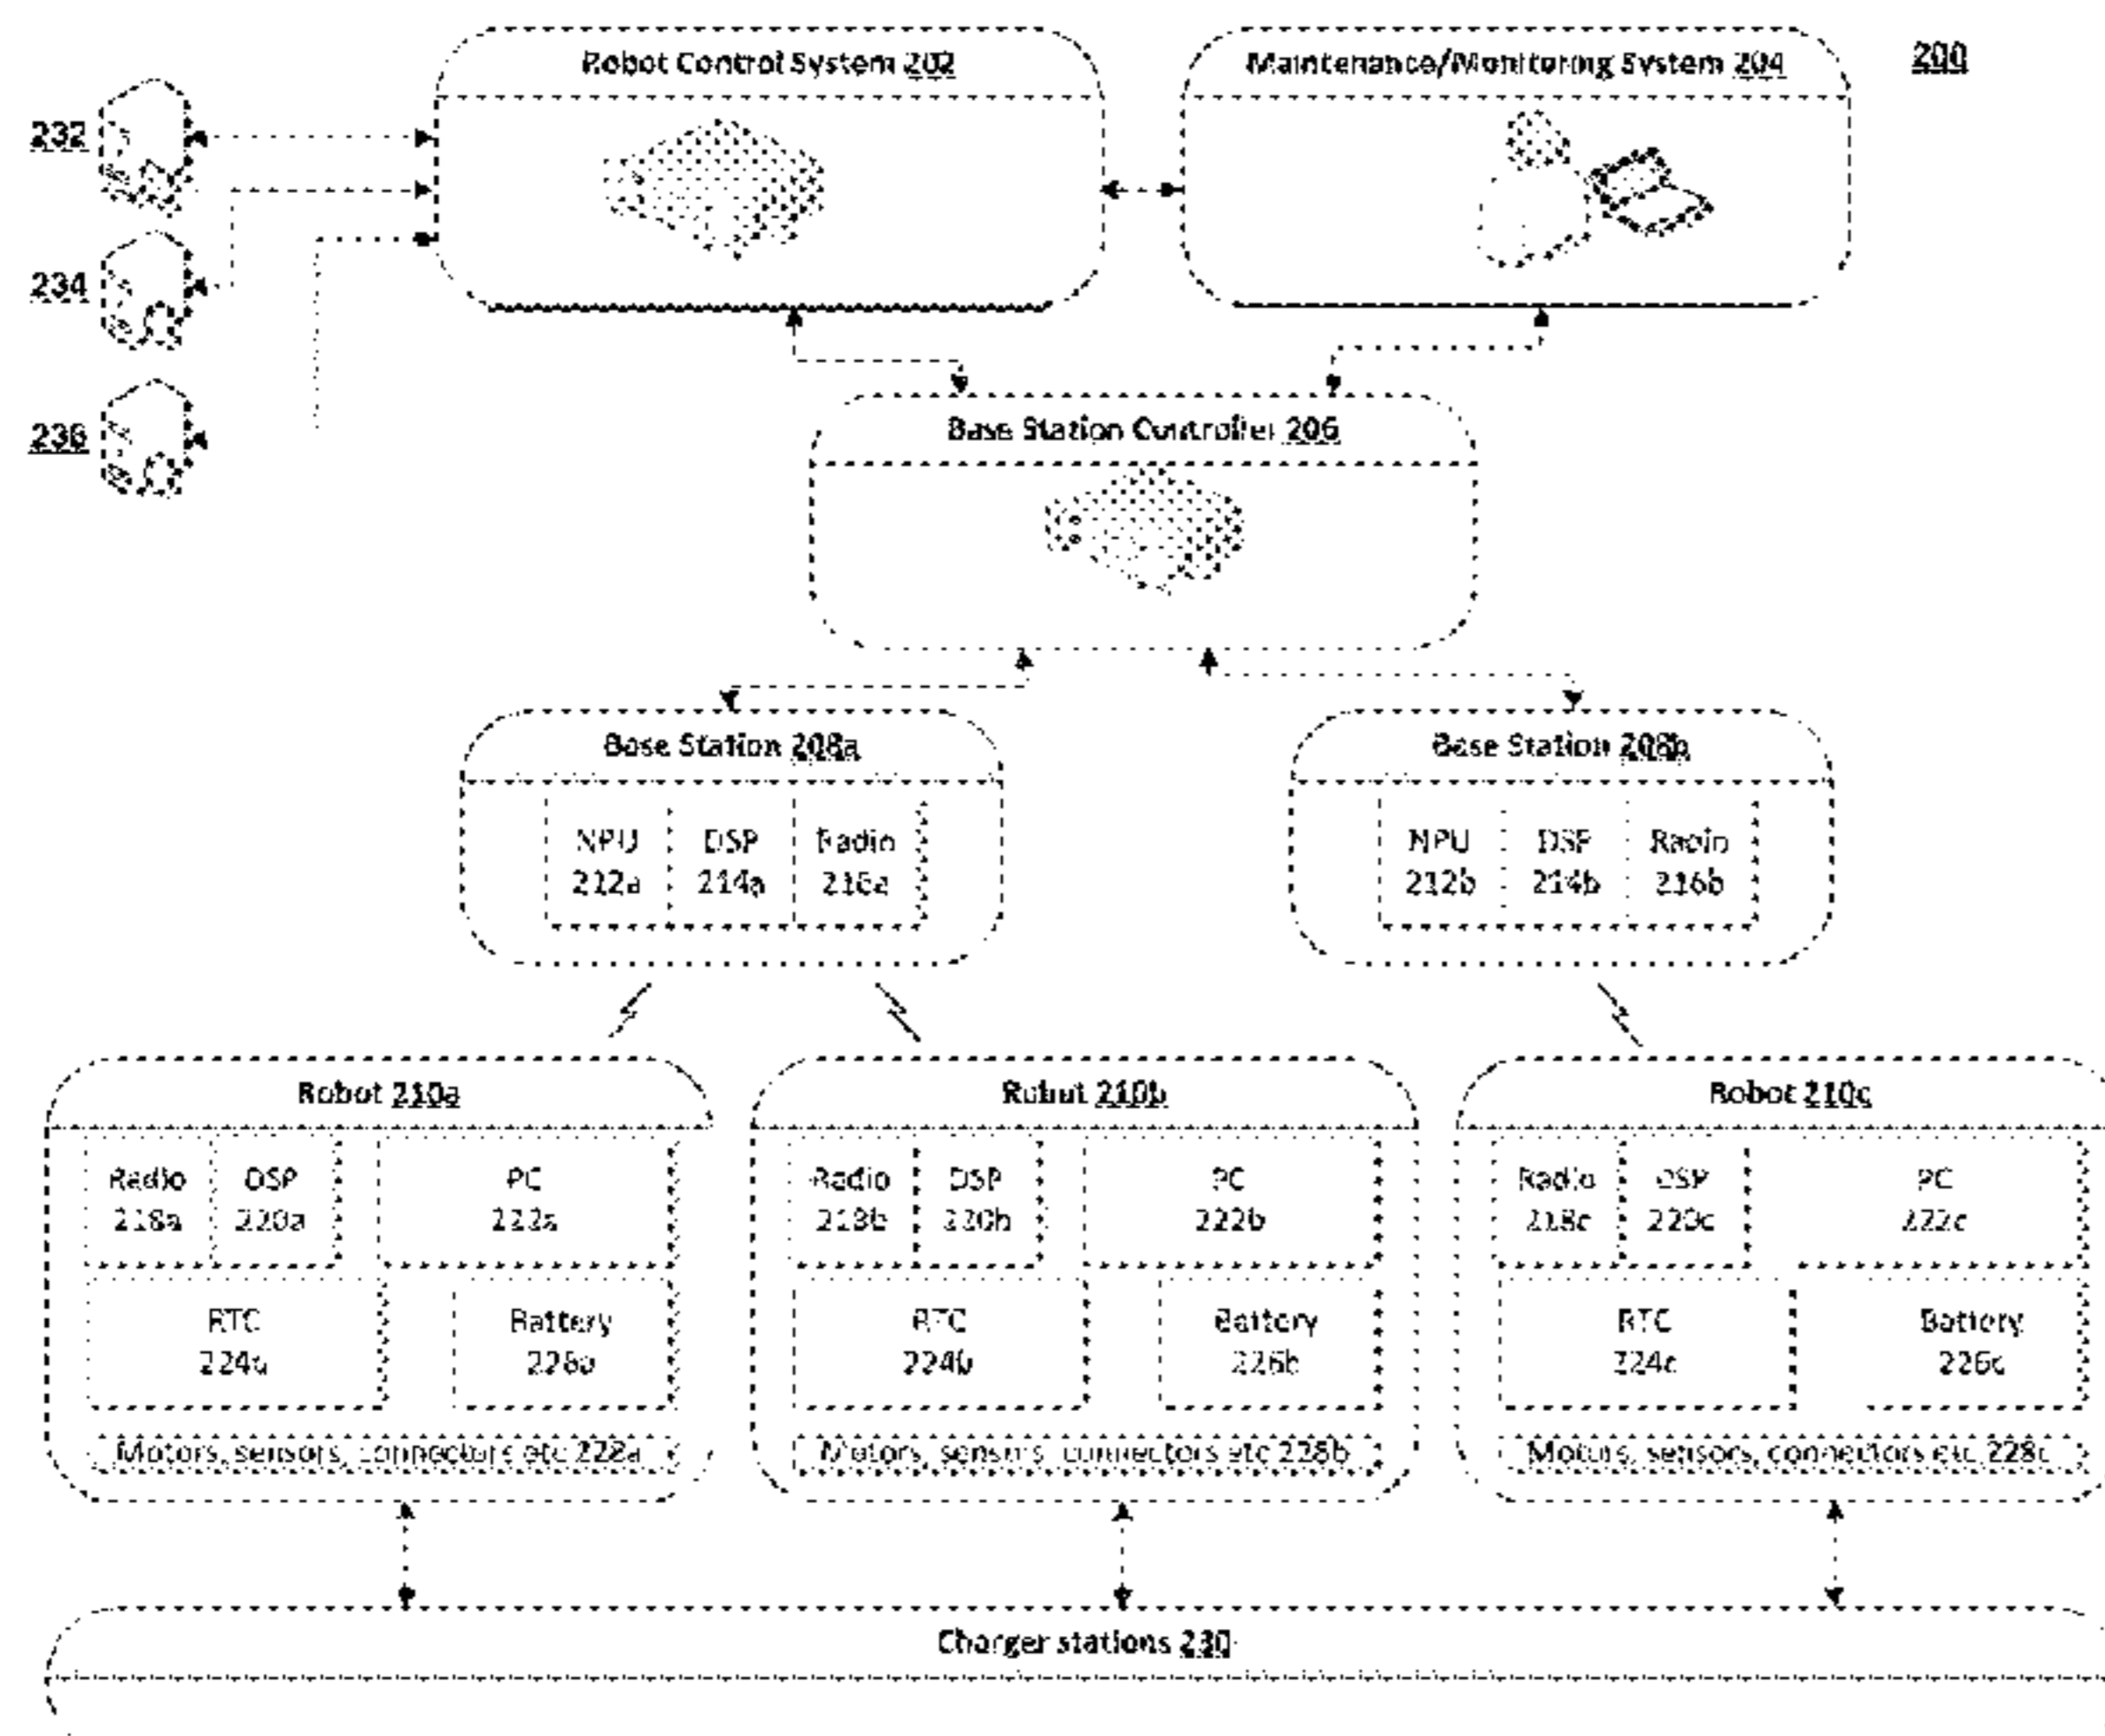 200
Robot Control System 202
Maintenance/Monitoring System 204
232
234
236
Base Station Controller 206
Base Station 208a
NPU
212a
DSP
214a
Radio
216a
Base Station 208b
NPU
212b
DSP
214b
Radio
216b
Robot 210a
Radio
218a
DSP
220a
PC
222a
RTC
224a
Battery
226a
Motors, sensors, connectors etc 228a
Robot 210b
Radio
218b
DSP
220b
PC
222b
RTC
224b
Battery
226b
Motors, sensors, connectors etc 228b
Robot 210c
Radio
218c
DSP
220c
PC
222c
RTC
224c
Battery
226c
Motors, sensors, connectors etc 228c
Charger stations 230